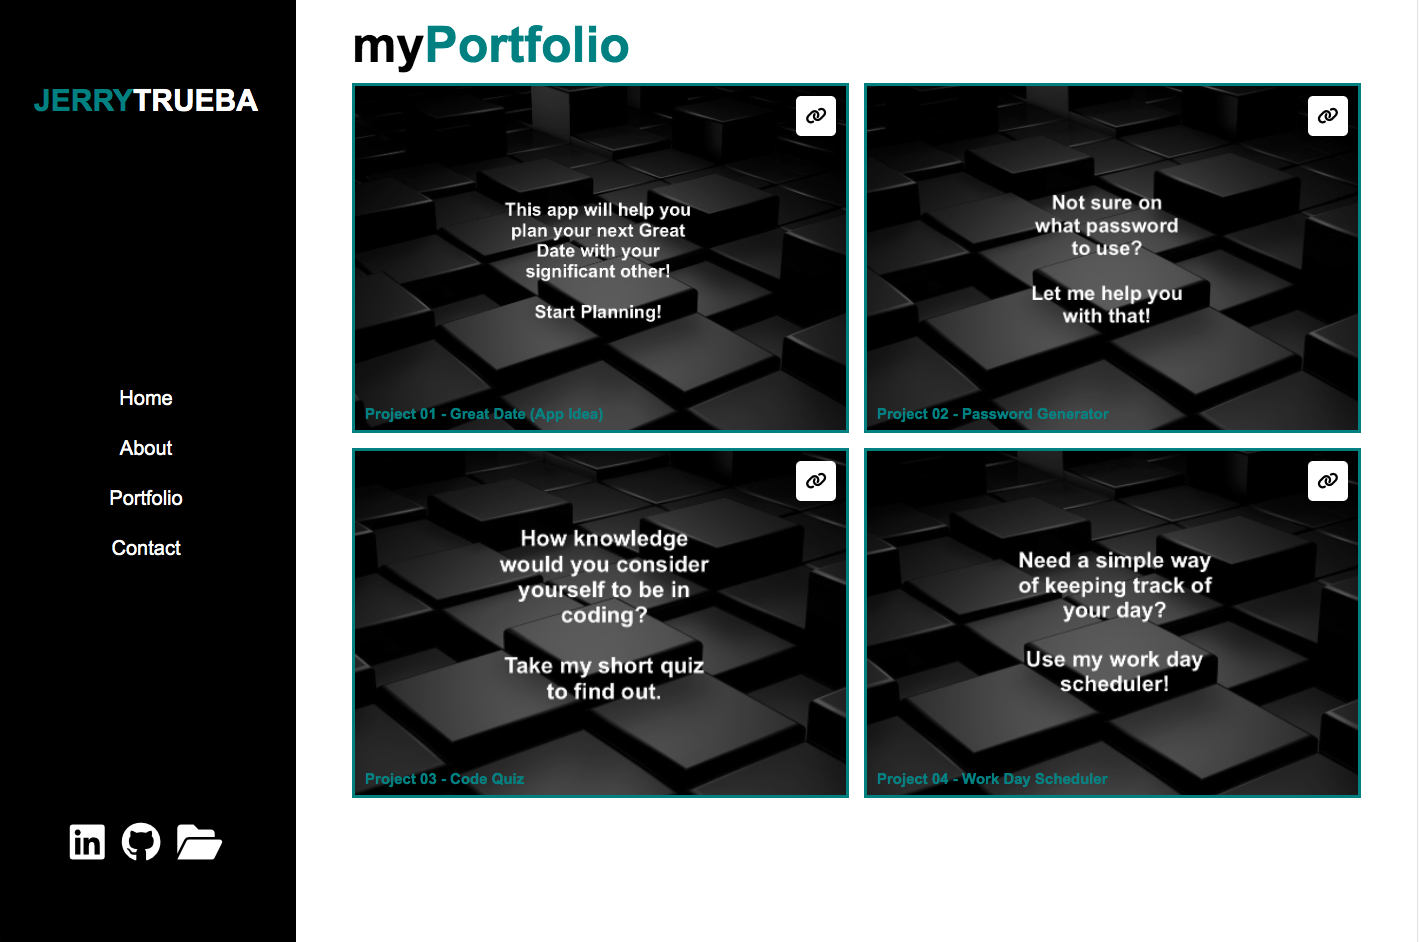 JERRYTRUEBA
Home
About
Portfolio
Contact
in
myPortfolio
This app will help you
plan your next Great
Date with your
significant other!
Start Planning!
Project 01 - Great Date (App Idea)
Not sure on
what password
to use?
Let me help you
with that!
Project 02 - Password Generator
How knowledge
would you consider
yourself to be in
coding?
Take my short quiz
to find out.
Project 03 - Code Quiz
Need a simple way
of keeping track of
your day?
Use my work day
scheduler!
Project 04 - Work Day Scheduler